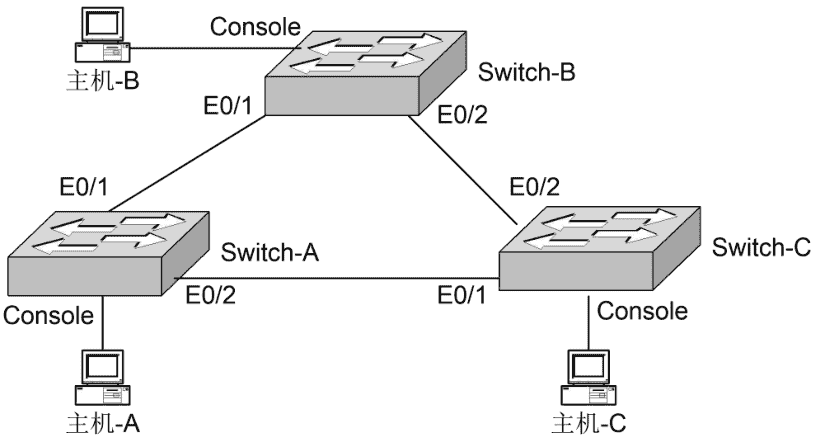 Console
主机-B
Switch-B
E0/1
E0/2
E0/1
E0/2
Switch-A
Switch-C
E0/2
E0/1
Console
Console
主机-A
主机-C